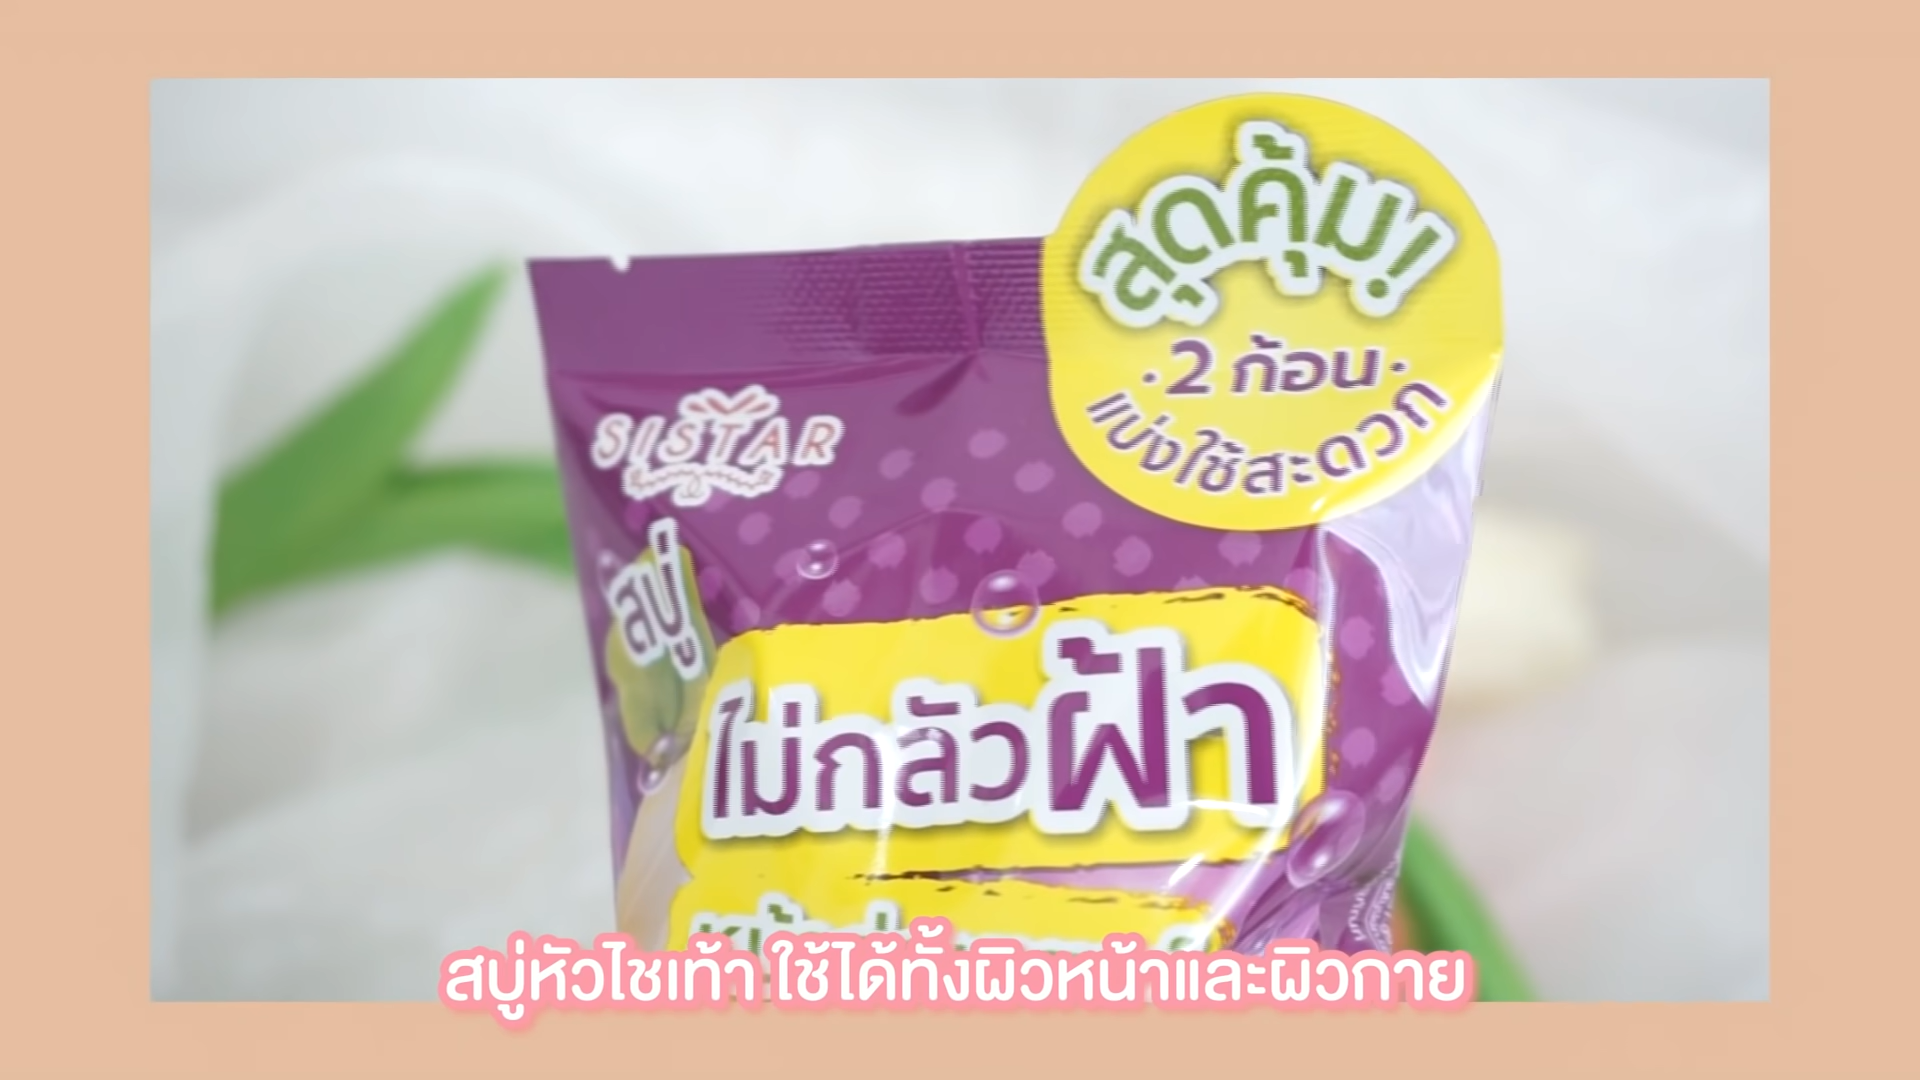 สุดคุ้ม!
·2 ก้อน·
แบ่งใช้สะดวก
SISTAR
สบู่
ไม่กลัวฝ้า
สบู่หัวไชเท้า ใช้ได้ทั้งผิวหน้าและผิวกาย